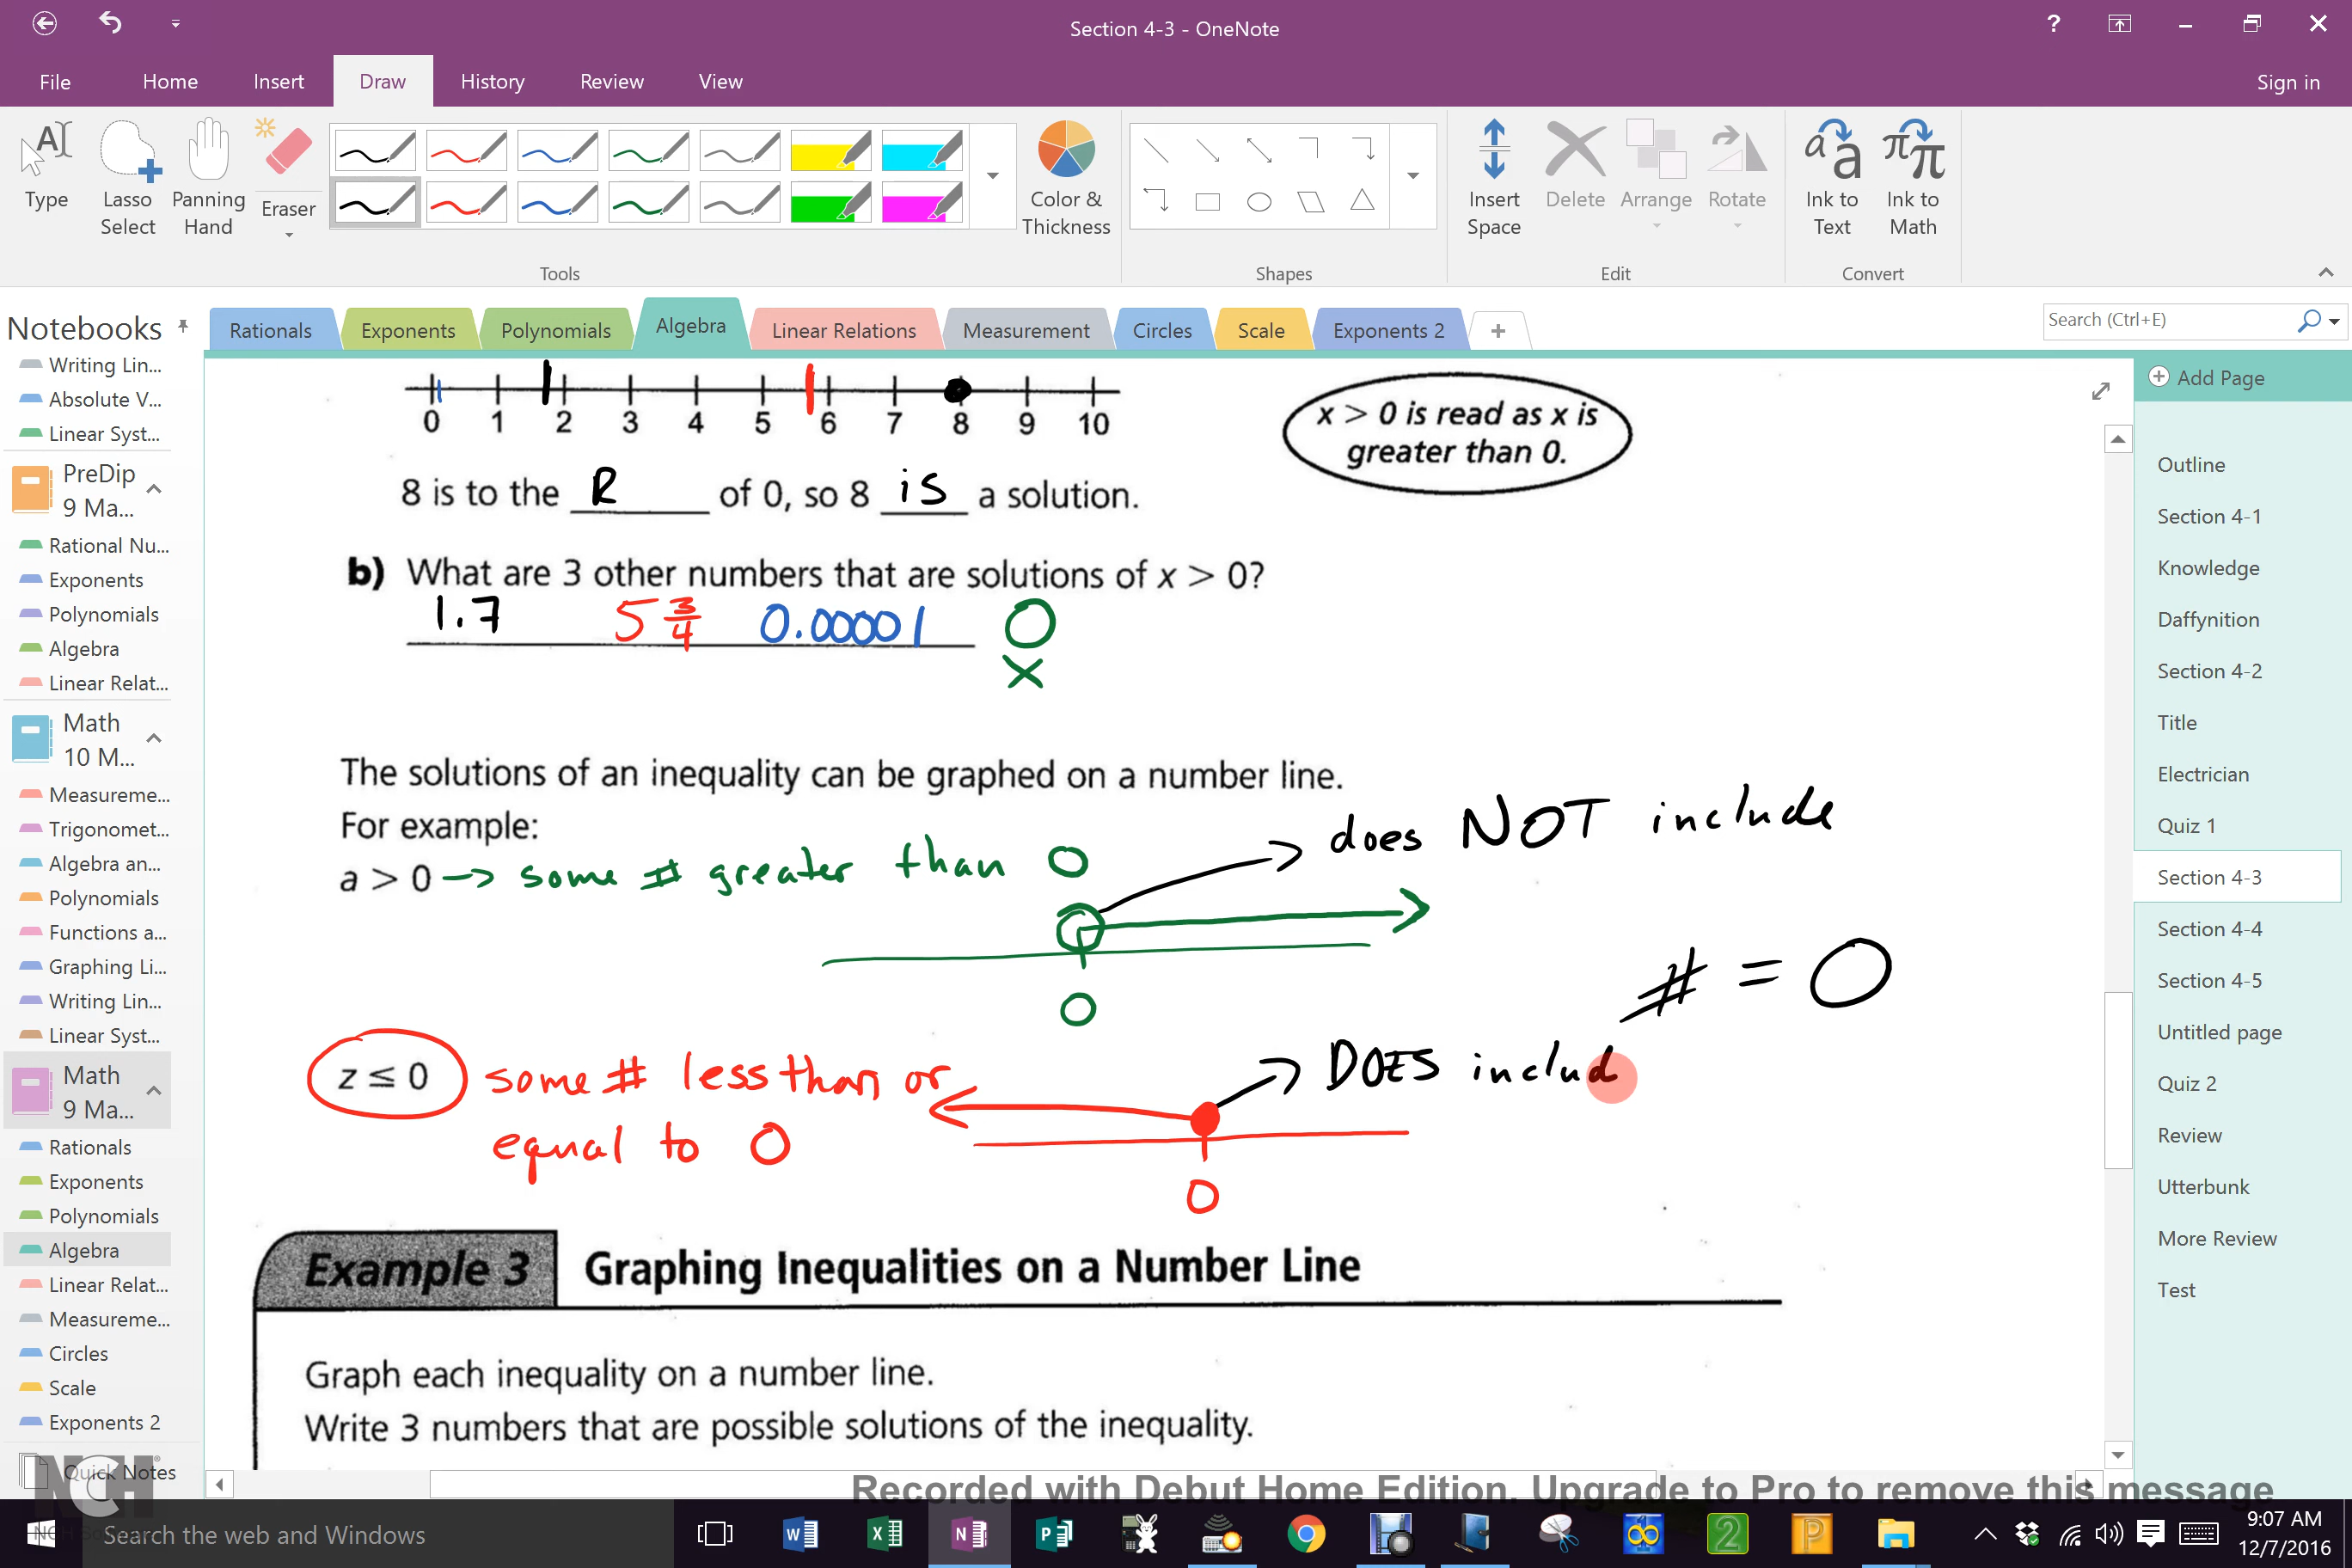 Section 4-3 - OneNote
?
File Home Insert Draw History Review View Sign in
Type
Lasso Select
Panning Hand
Eraser
Color & Thickness
Insert Space
Delete
Arrange
Rotate
Ink to Text
Ink to Math
Tools Shapes Edit Convert
Notebooks
Rationals Exponents Polynomials Algebra Linear Relations Measurement Circles Scale Exponents 2 +
Search (Ctrl+E)
Writing Lin...
Absolute V...
Linear Syst...
PreDip
9 Ma...
Rational Nu...
Exponents
Polynomials
Algebra
Linear Relat...
Math
10 M...
Measureme...
Trigonomet...
Algebra an...
Polynomials
Functions a...
Graphing Li...
Writing Lin...
Linear Syst...
Math
9 Ma...
Rationals
Exponents
Polynomials
Algebra
Linear Relat...
Measureme...
Circles
Scale
Exponents 2
Quick Notes
0 1 2 3 4 5 6 7 8 9 10
x > 0 is read as x is
greater than 0.
8 is to the R of 0, so 8 is a solution.
b) What are 3 other numbers that are solutions of x > 0?
1.7 5 3/4 0.00001 0
x
The solutions of an inequality can be graphed on a number line.
For example:
does NOT include
a > 0 -> some # greater than 0
0
# = 0
z ≤ 0 some # less than or
equal to 0
DOES includ
0
Example 3 Graphing Inequalities on a Number Line
Graph each inequality on a number line.
Write 3 numbers that are possible solutions of the inequality.
Add Page
Outline
Section 4-1
Knowledge
Daffynition
Section 4-2
Title
Electrician
Quiz 1
Section 4-3
Section 4-4
Section 4-5
Untitled page
Quiz 2
Review
Utterbunk
More Review
Test
NCH
Recorded with Debut Home Edition. Upgrade to Pro to remove this message
Search the web and Windows
9:07 AM
12/7/2016